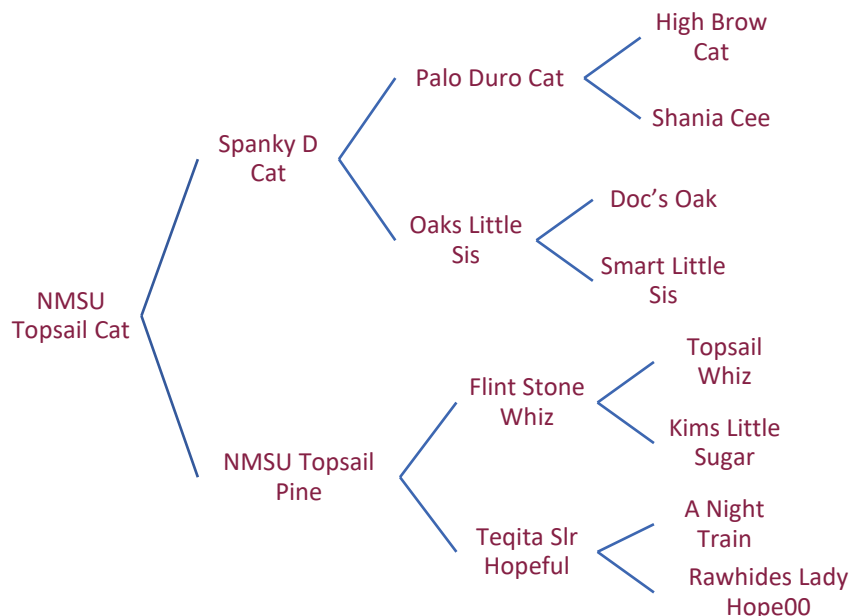 High Brow
Cat
Palo Duro Cat
Shania Cee
Spanky D
Cat
Doc’s Oak
Oaks Little
Sis
Smart Little
Sis
NMSU
Topsail Cat
Topsail
Whiz
Flint Stone
Whiz
Kims Little
Sugar
NMSU Topsail
Pine
A Night
Train
Teqita Slr
Hopeful
Rawhides Lady
Hope00